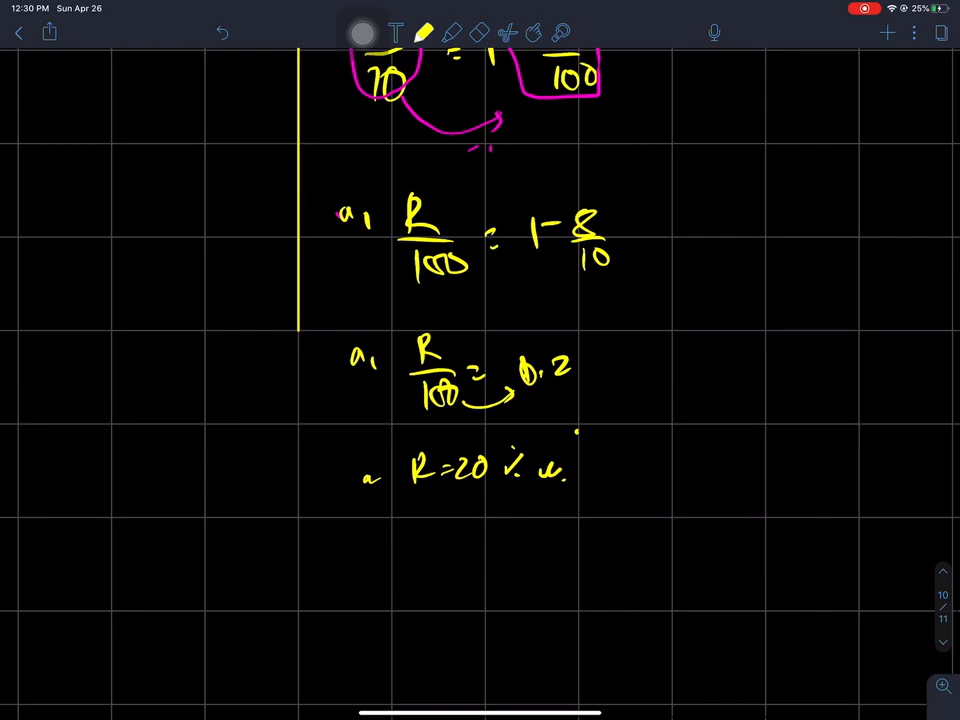 12:30 PM Sun Apr 26
25%
T
10 = 1 100
R/100 = 1 - 8/10
R/100 = 0.2
R = 20 %
10
/
11